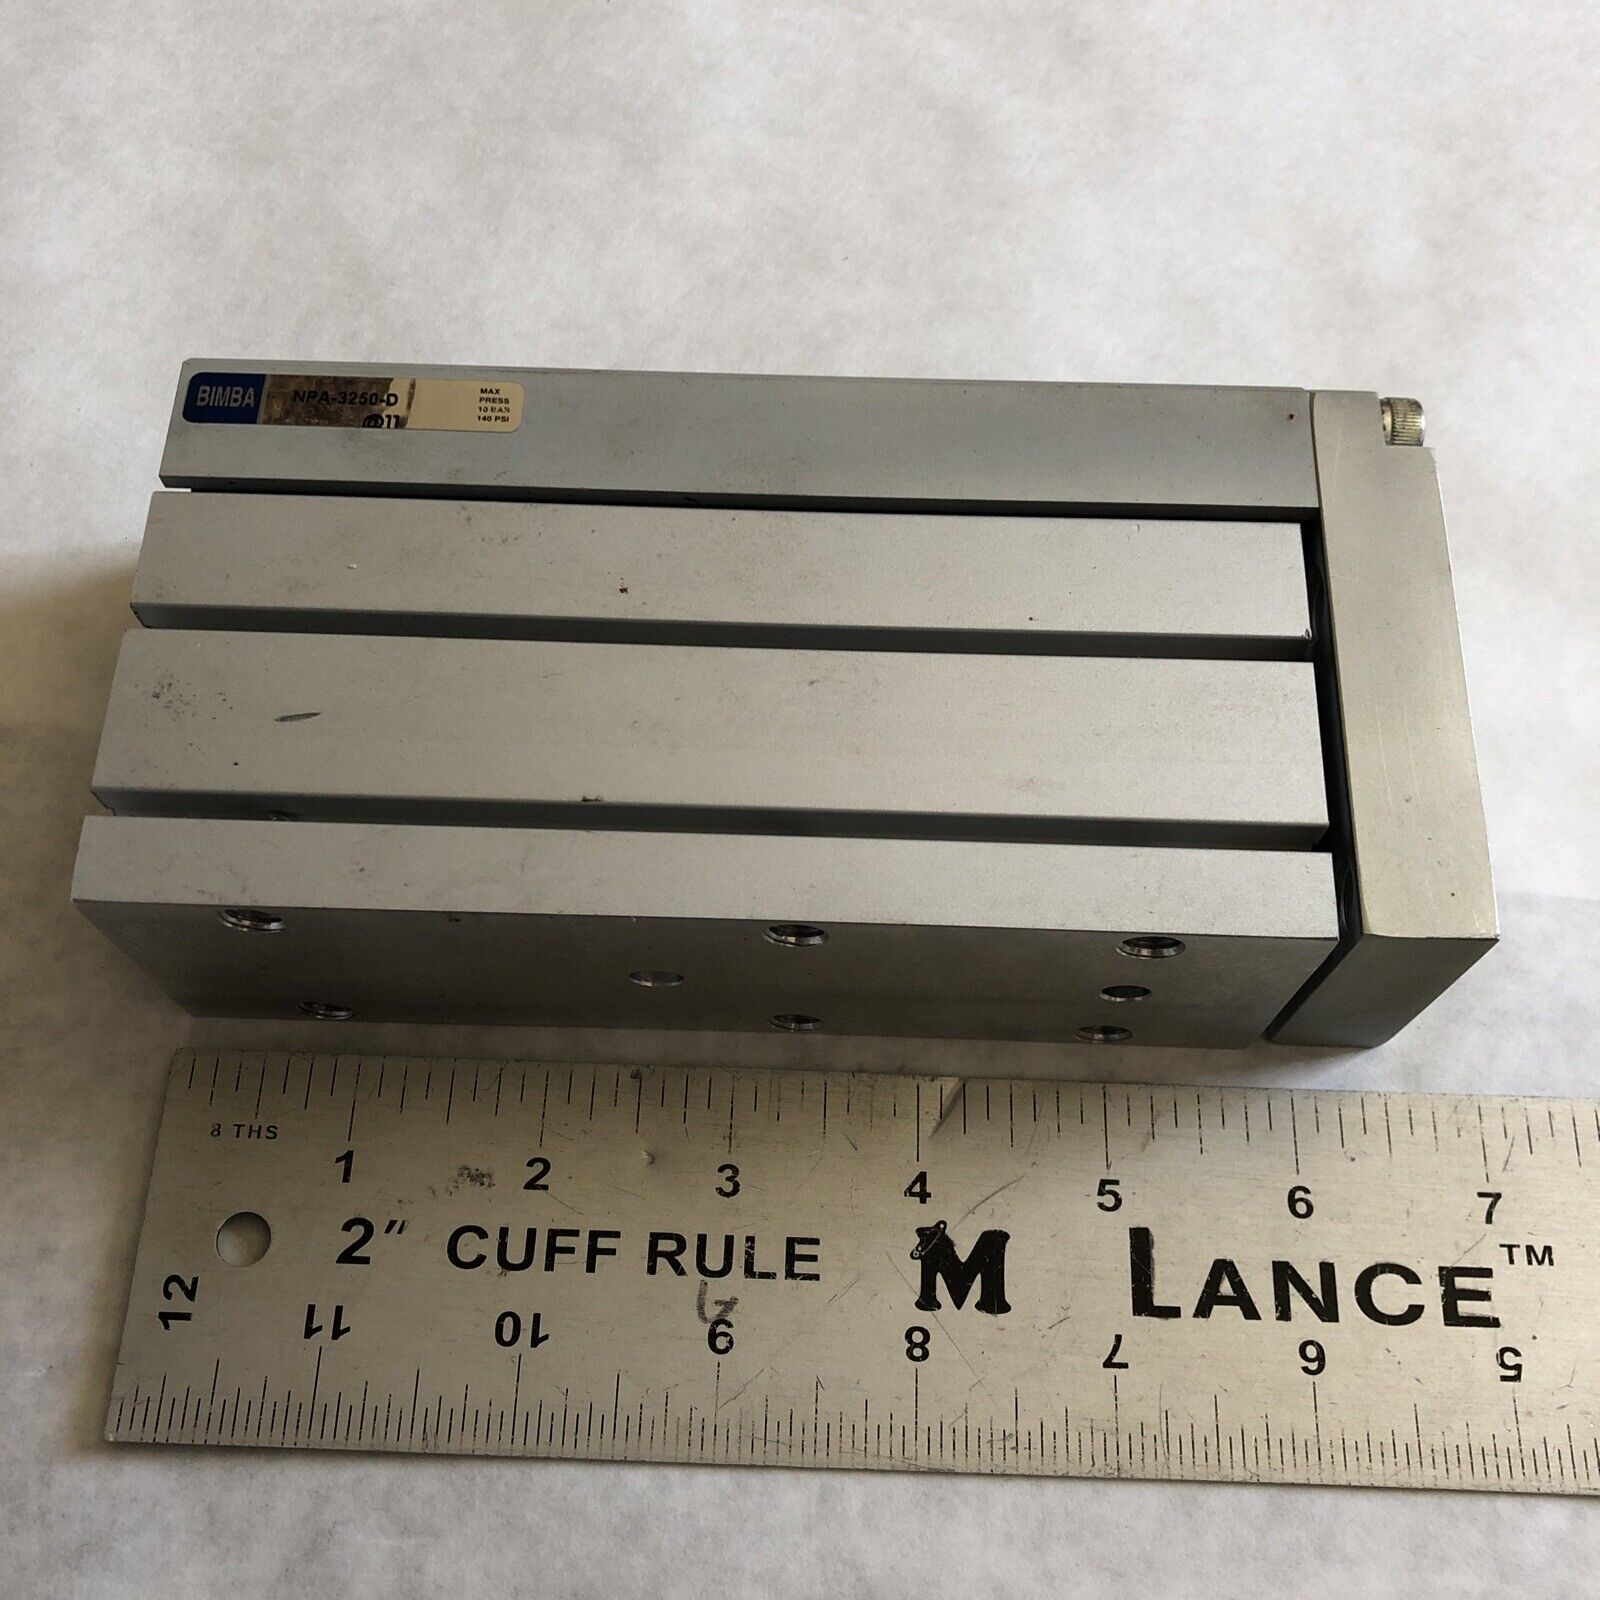 BIMBA
NPA-3250-D
@11
MAX
PRESS
10 BAR
140 PSI
8 THS
1 2 3 4 5 6 7
2" CUFF RULE M LANCE™
12 11 10 9 8 7 6 5